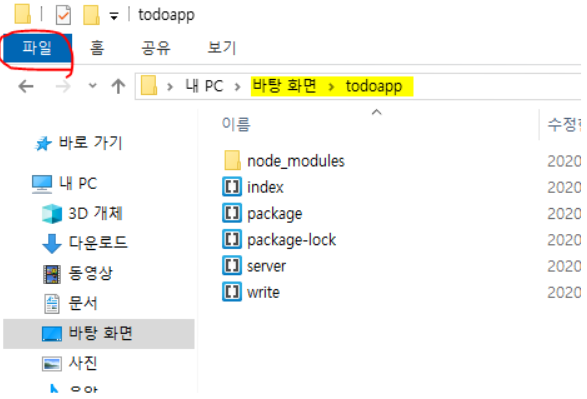 todoapp
파일 홈 공유 보기
내 PC > 바탕 화면 > todoapp
이름 수정한
바로 가기
내 PC
3D 개체
다운로드
동영상
문서
바탕 화면
사진
node_modules 2020
index 2020
package 2020
package-lock 2020
server 2020
write 2020